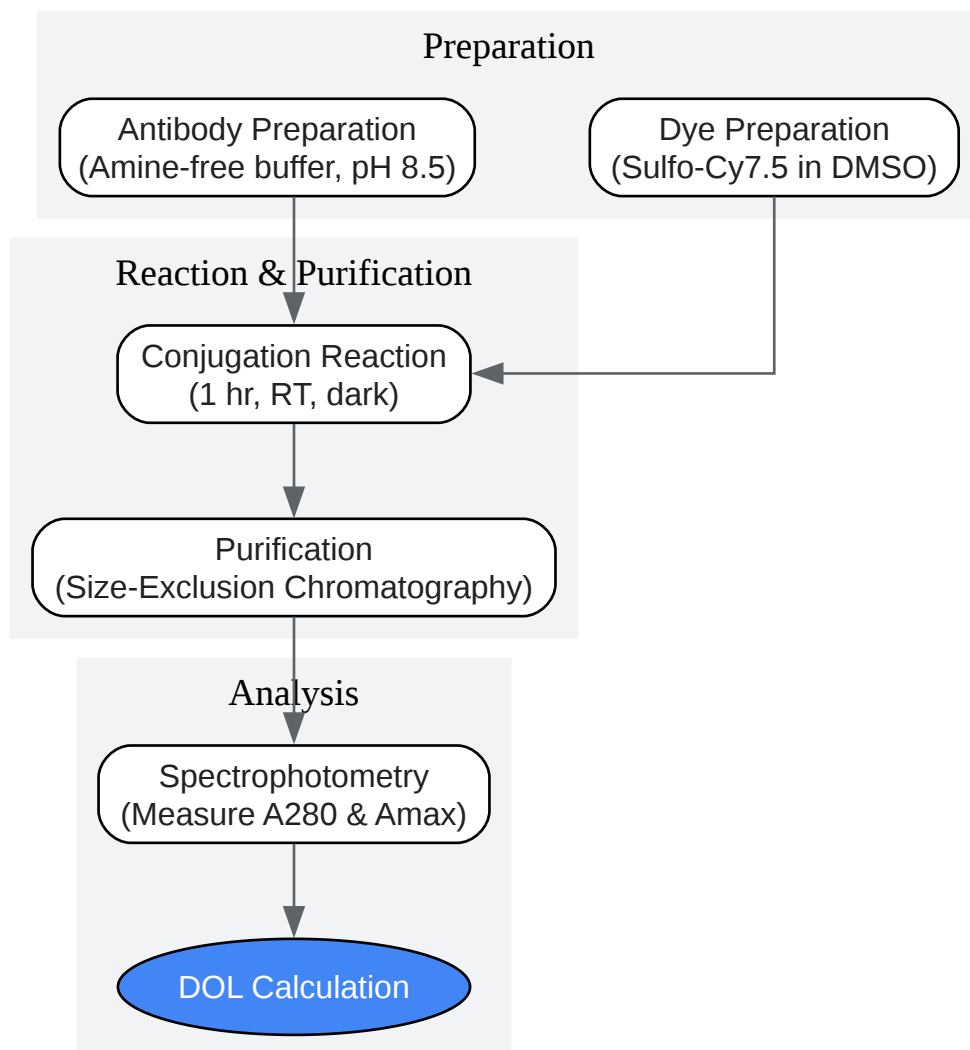 Preparation
Antibody Preparation
(Amine-free buffer, pH 8.5)
Dye Preparation
(Sulfo-Cy7.5 in DMSO)
Reaction & Purification
Conjugation Reaction
(1 hr, RT, dark)
Purification
(Size-Exclusion Chromatography)
Analysis
Spectrophotometry
(Measure A280 & Amax)
DOL Calculation